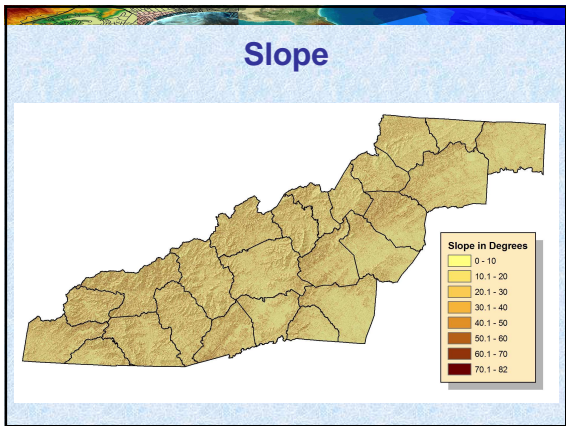 Slope
Slope in Degrees
0 - 10
10.1 - 20
20.1 - 30
30.1 - 40
40.1 - 50
50.1 - 60
60.1 - 70
70.1 - 82